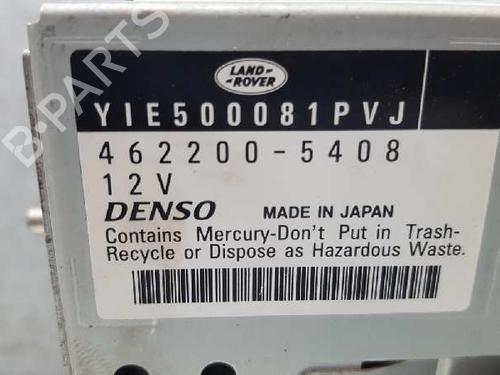 LAND-
-ROVER
YIE500081PVJ
462200-5408
12V
DENSO MADE IN JAPAN
Contains Mercury-Don't Put in Trash-
Recycle or Dispose as Hazardous Waste.
B-PARTS